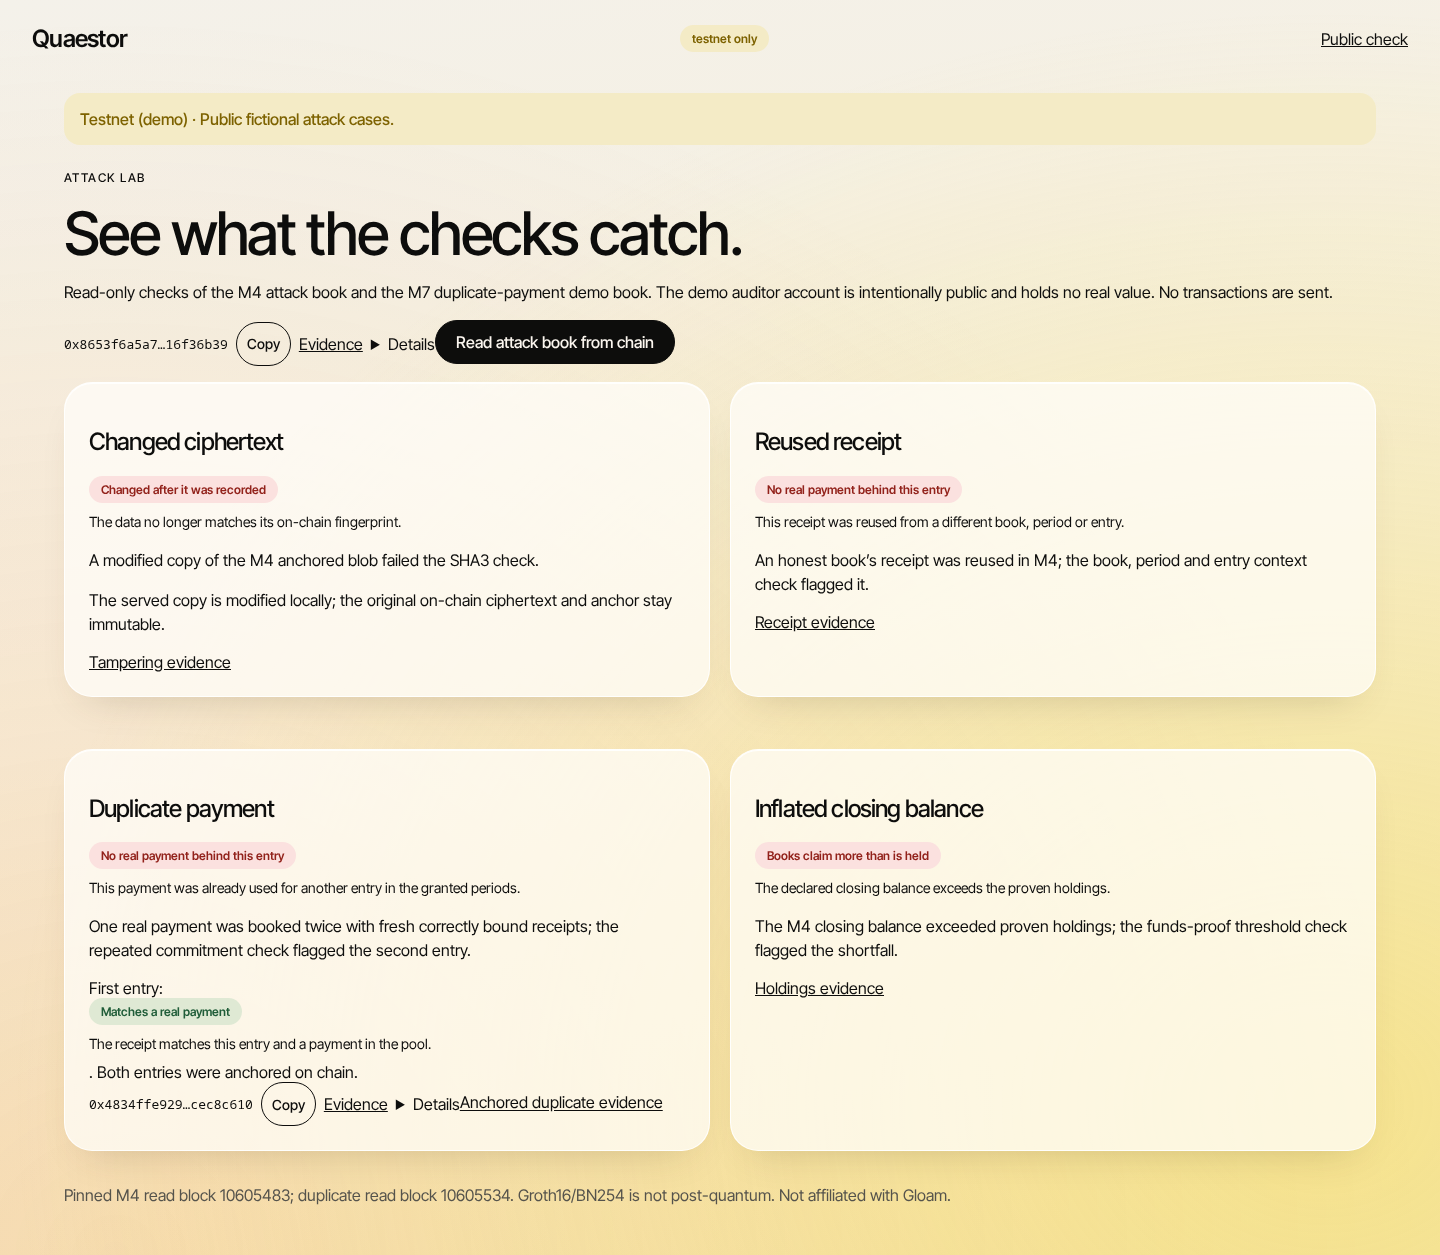 Quaestor
testnet only
Public check
Testnet (demo) · Public fictional attack cases.
ATTACK LAB
See what the checks catch.
Read-only checks of the M4 attack book and the M7 duplicate-payment demo book. The demo auditor account is intentionally public and holds no real value. No transactions are sent.
0x8653f6a5a7…16f36b39 Copy Evidence ▶ Details Read attack book from chain
Changed ciphertext
Changed after it was recorded
The data no longer matches its on-chain fingerprint.
A modified copy of the M4 anchored blob failed the SHA3 check.
The served copy is modified locally; the original on-chain ciphertext and anchor stay
immutable.
Tampering evidence
Reused receipt
No real payment behind this entry
This receipt was reused from a different book, period or entry.
An honest book’s receipt was reused in M4; the book, period and entry context
check flagged it.
Receipt evidence
Duplicate payment
No real payment behind this entry
This payment was already used for another entry in the granted periods.
One real payment was booked twice with fresh correctly bound receipts; the
repeated commitment check flagged the second entry.
First entry:
Matches a real payment
The receipt matches this entry and a payment in the pool.
. Both entries were anchored on chain.
0x4834ffe929…cec8c610 Copy Evidence ▶ Details Anchored duplicate evidence
Inflated closing balance
Books claim more than is held
The declared closing balance exceeds the proven holdings.
The M4 closing balance exceeded proven holdings; the funds-proof threshold check
flagged the shortfall.
Holdings evidence
Pinned M4 read block 10605483; duplicate read block 10605534. Groth16/BN254 is not post-quantum. Not affiliated with Gloam.